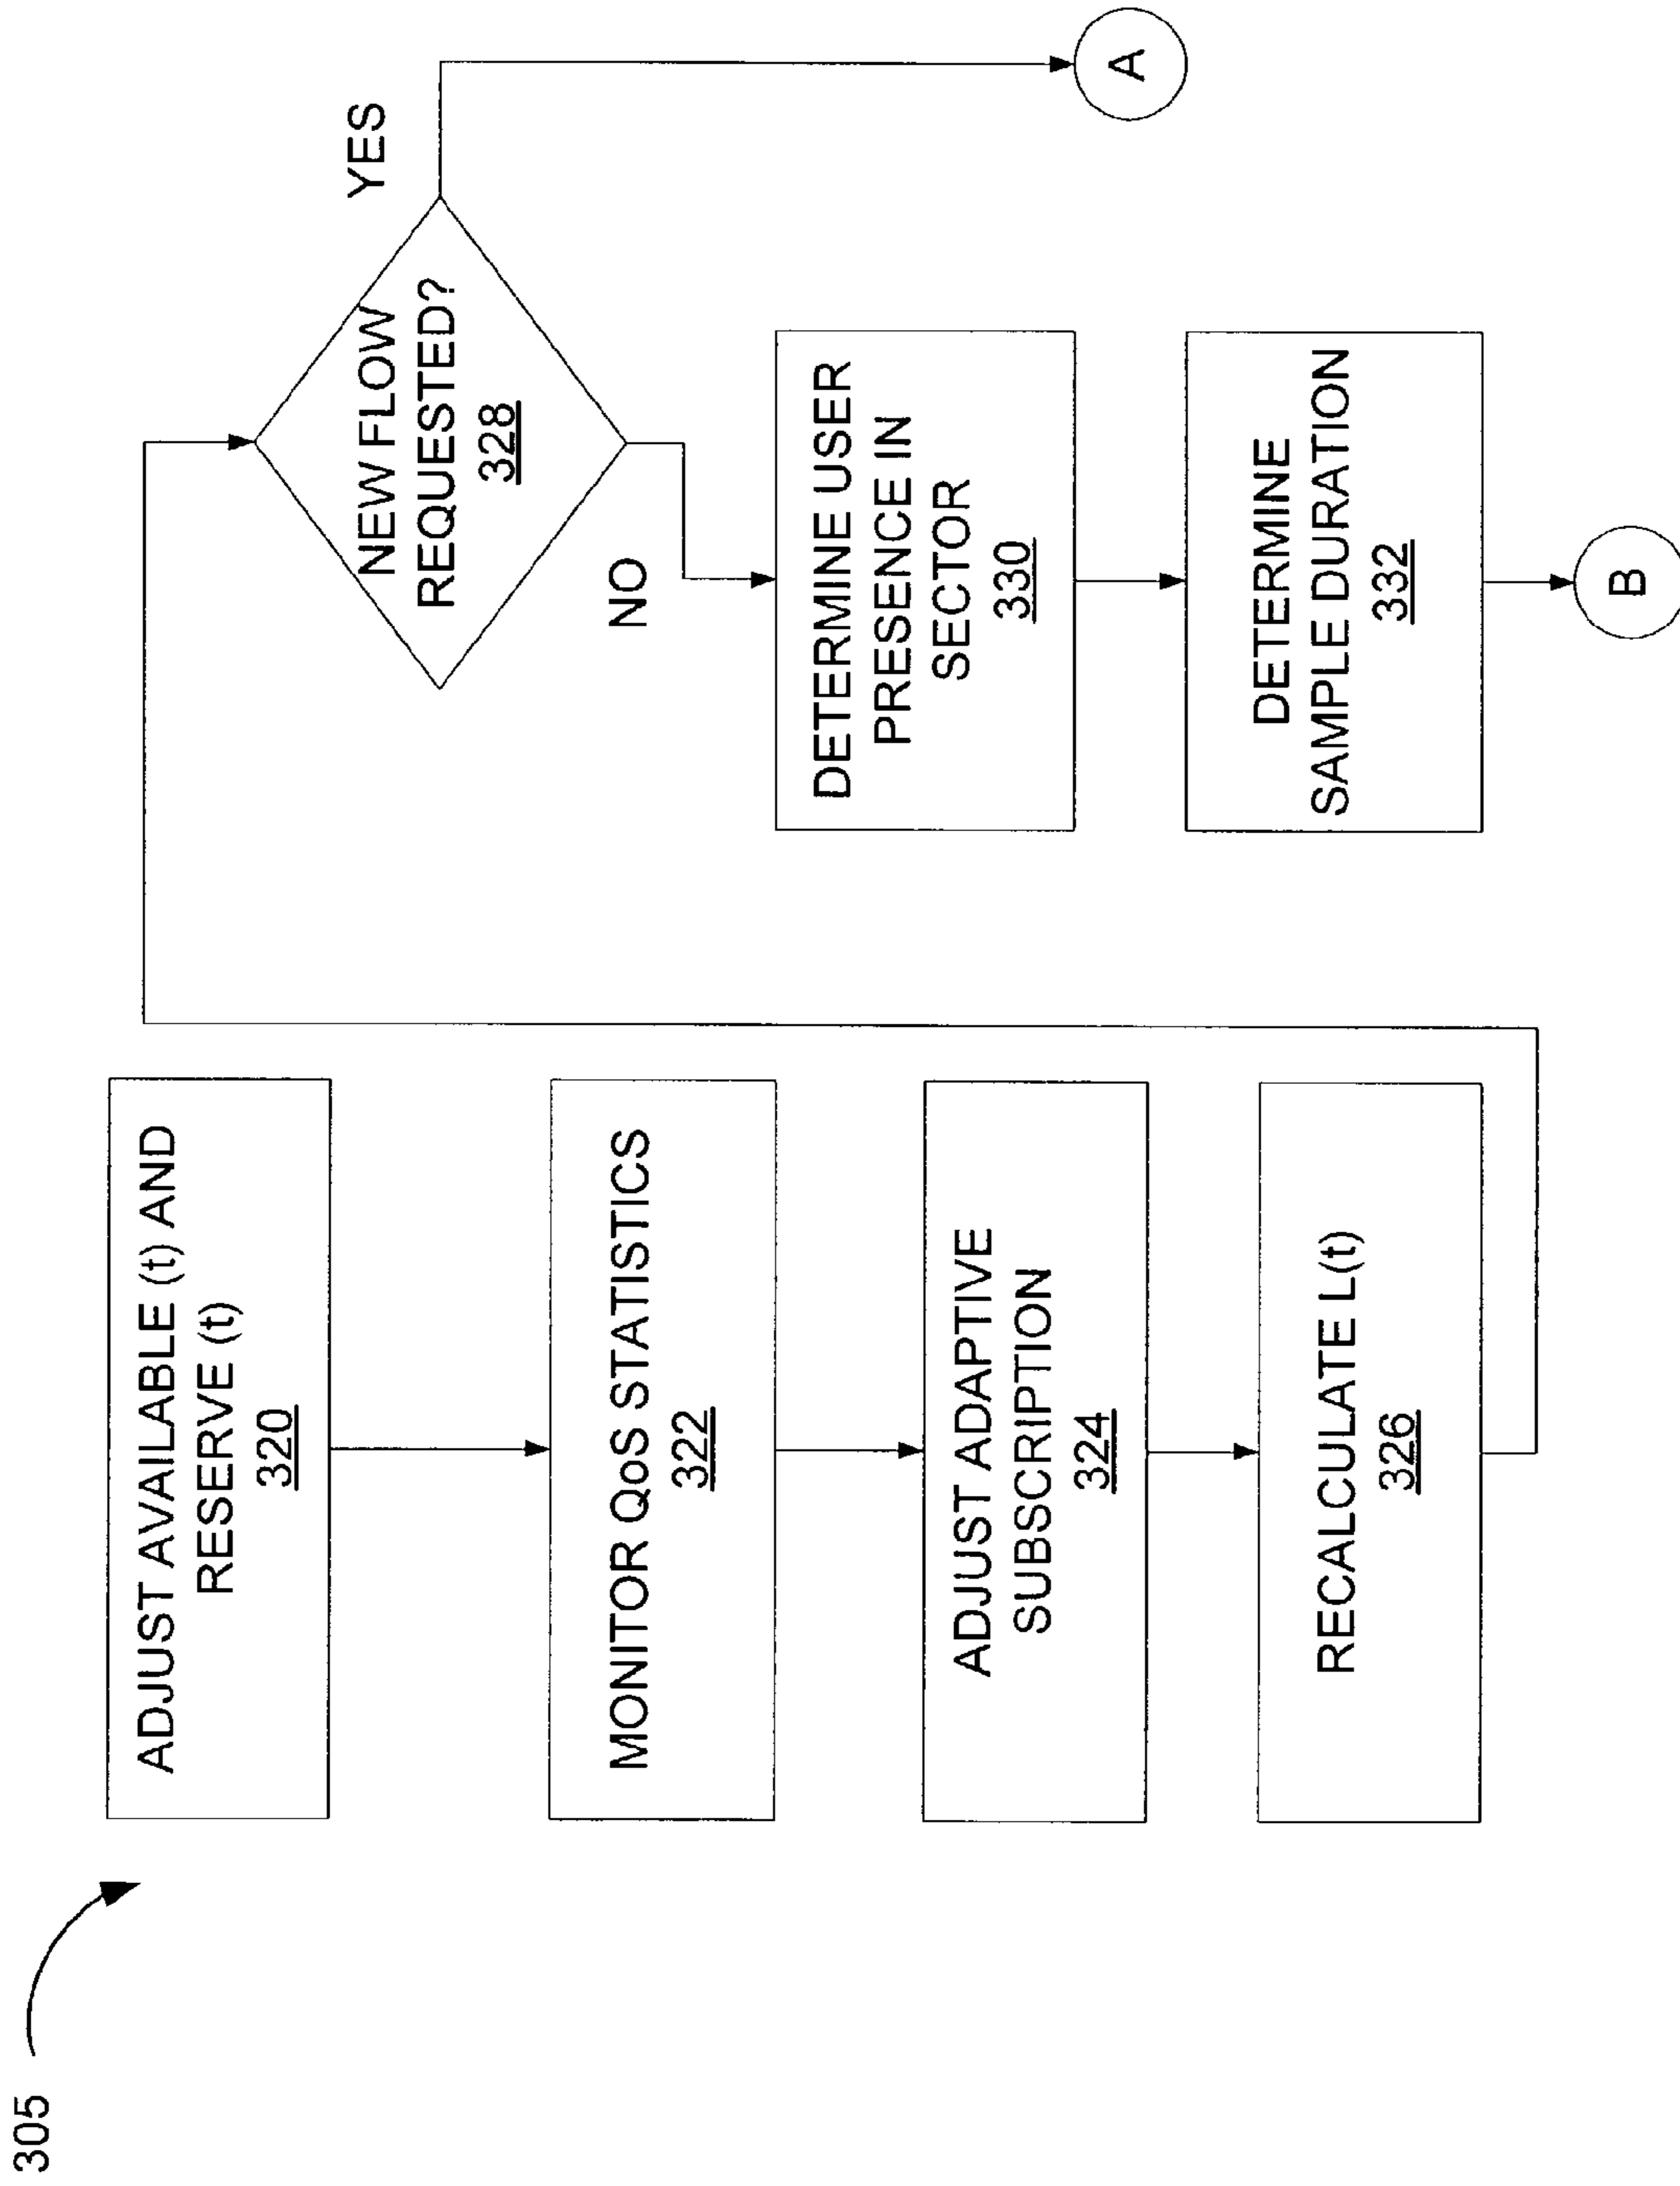 305
ADJUST AVAILABLE (t) AND
RESERVE (t)
320
MONITOR QoS STATISTICS
322
ADJUST ADAPTIVE
SUBSCRIPTION
324
RECALCULATE L(t)
326
NEW FLOW
REQUESTED?
328
YES
NO
A
DETERMINE USER
PRESENCE IN
SECTOR
330
DETERMINE
SAMPLE DURATION
332
B